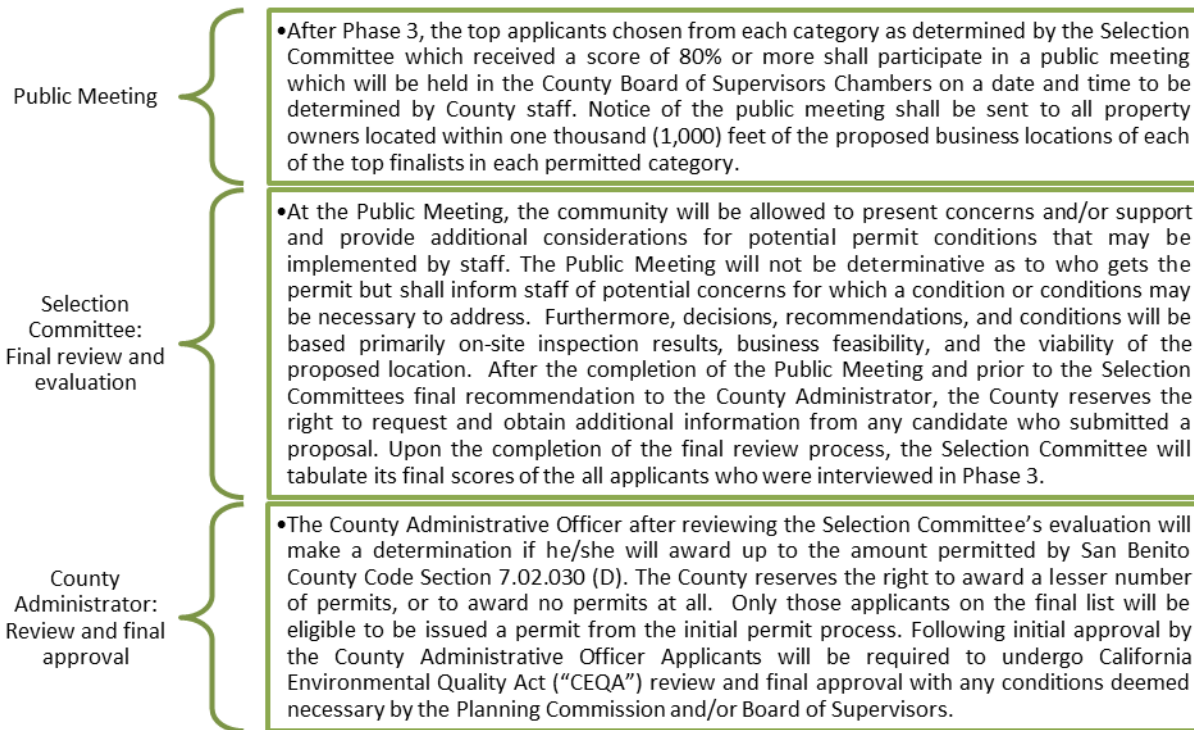 Public Meeting
•After Phase 3, the top applicants chosen from each category as determined by the Selection
Committee which received a score of 80% or more shall participate in a public meeting
which will be held in the County Board of Supervisors Chambers on a date and time to be
determined by County staff. Notice of the public meeting shall be sent to all property
owners located within one thousand (1,000) feet of the proposed business locations of each
of the top finalists in each permitted category.
Selection
Committee:
Final review and
evaluation
•At the Public Meeting, the community will be allowed to present concerns and/or support
and provide additional considerations for potential permit conditions that may be
implemented by staff. The Public Meeting will not be determinative as to who gets the
permit but shall inform staff of potential concerns for which a condition or conditions may
be necessary to address.  Furthermore, decisions, recommendations, and conditions will be
based primarily on-site inspection results, business feasibility, and the viability of the
proposed location.  After the completion of the Public Meeting and prior to the Selection
Committees final recommendation to the County Administrator, the County reserves the
right to request and obtain additional information from any candidate who submitted a
proposal. Upon the completion of the final review process, the Selection Committee will
tabulate its final scores of the all applicants who were interviewed in Phase 3.
County
Administrator:
Review and final
approval
•The County Administrative Officer after reviewing the Selection Committee’s evaluation will
make a determination if he/she will award up to the amount permitted by San Benito
County Code Section 7.02.030 (D). The County reserves the right to award a lesser number
of permits, or to award no permits at all.  Only those applicants on the final list will be
eligible to be issued a permit from the initial permit process. Following initial approval by
the County Administrative Officer Applicants will be required to undergo California
Environmental Quality Act (“CEQA”) review and final approval with any conditions deemed
necessary by the Planning Commission and/or Board of Supervisors.